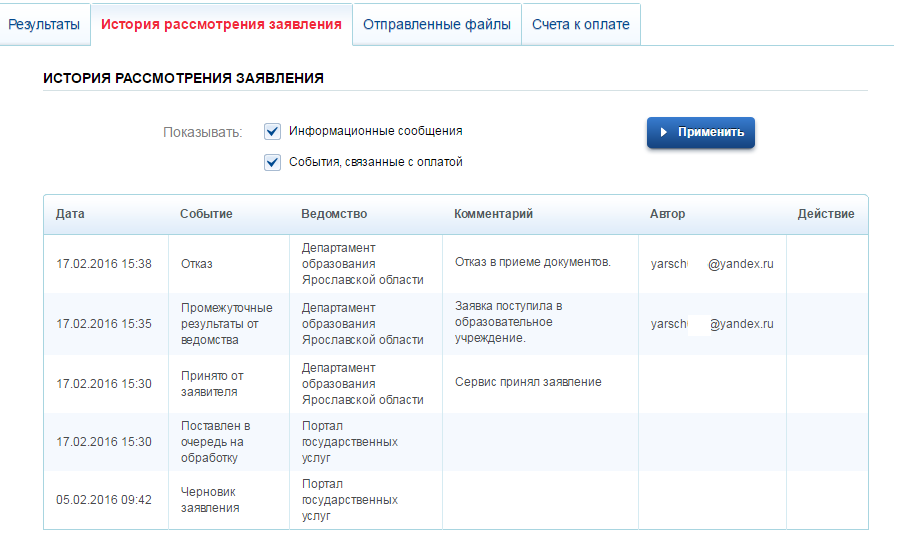 Результаты
История рассмотрения заявления
Отправленные файлы
Счета к оплате
ИСТОРИЯ РАССМОТРЕНИЯ ЗАЯВЛЕНИЯ
Показывать:
Информационные сообщения
Применить
События, связанные с оплатой
Дата
Событие
Ведомство
Комментарий
Автор
Действие
17.02.2016 15:38
Отказ
Департамент
образования
Ярославской области
Отказ в приеме документов.
yarsch @yandex.ru
17.02.2016 15:35
Промежуточные
результаты от
ведомства
Департамент
образования
Ярославской области
Заявка поступила в
образовательное
учреждение.
yarsch @yandex.ru
17.02.2016 15:30
Принято от
заявителя
Департамент
образования
Ярославской области
Сервис принял заявление
17.02.2016 15:30
Поставлен в
очередь на
обработку
Портал
государственных
услуг
05.02.2016 09:42
Черновик
заявления
Портал
государственных
услуг